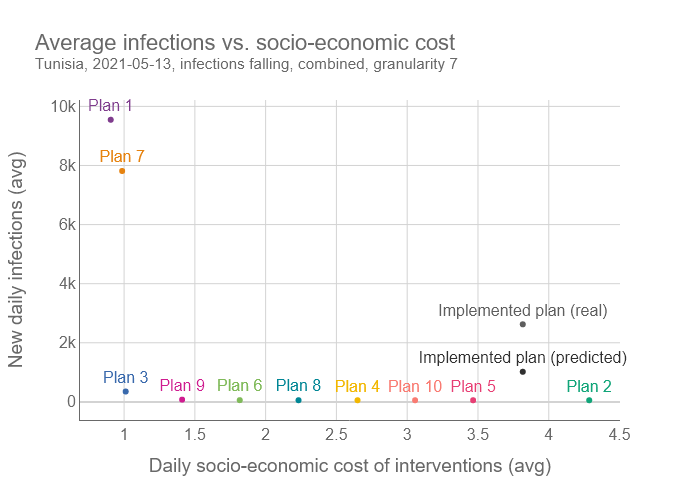 Average infections vs. socio-economic cost
Tunisia, 2021-05-13, infections falling, combined, granularity 7
New daily infections (avg)
10k
8k
6k
4k
2k
0
Plan 1
Plan 7
Implemented plan (real)
Implemented plan (predicted)
Plan 3
Plan 9
Plan 6
Plan 8
Plan 4
Plan 10
Plan 5
Plan 2
1
1.5
2
2.5
3
3.5
4
4.5
Daily socio-economic cost of interventions (avg)